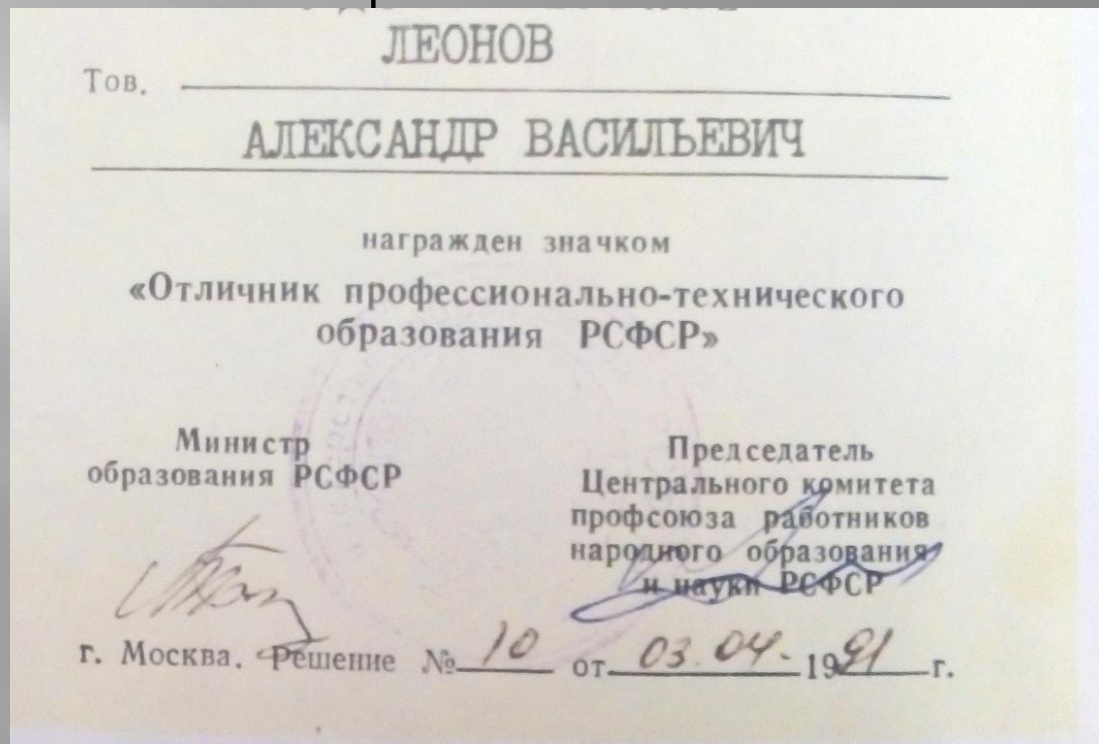 ЛЕОНОВ
Тов.
АЛЕКСАНДР ВАСИЛЬЕВИЧ
награжден значком
«Отличник профессионально-технического
образования РСФСР»
Министр
образования РСФСР
Председатель
Центрального комитета
профсоюза работников
народного образования
и науки РСФСР
г. Москва. Решение № 10 от 03.04. 1991 г.